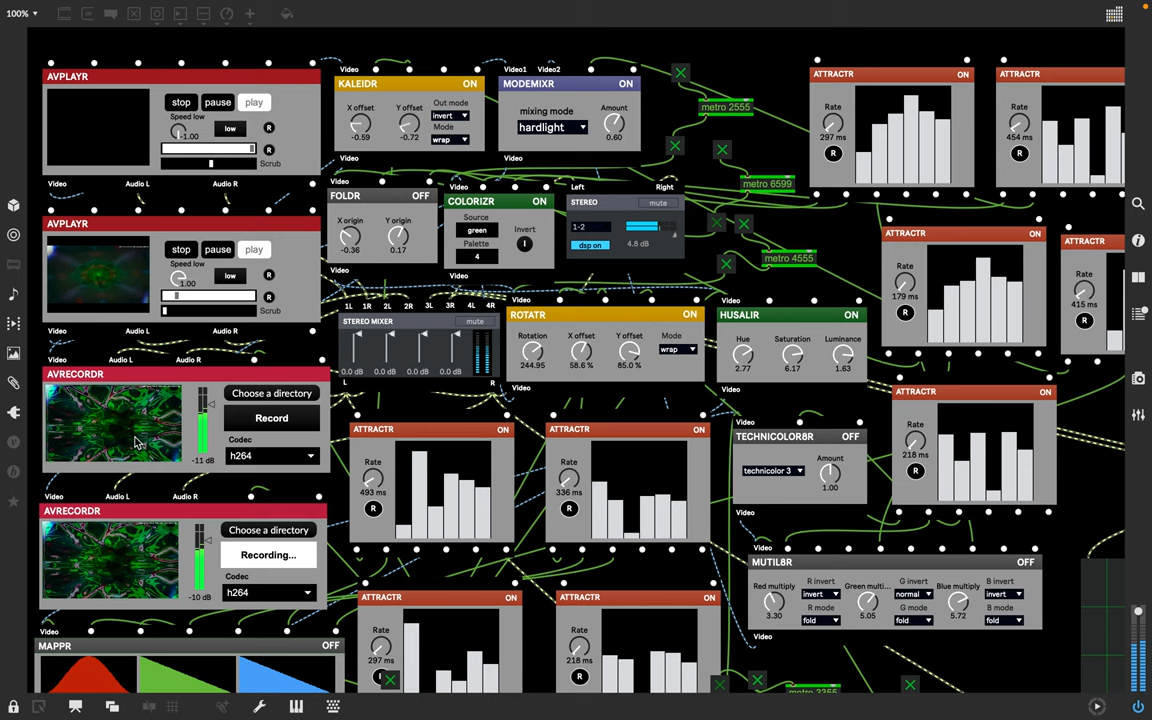 100%
AVPLAYR
stop pause play
Speed low
-1.00
low
R
R
Scrub
Video Audio L Audio R
AVPLAYR
stop pause play
Speed low
1.00
low
R
R
Scrub
Video Audio L Audio R
AVRECORDR
Choose a directory
Record
Codec
h264
-11 dB
Video Audio L Audio R
AVRECORDR
Choose a directory
Recording...
Codec
h264
-10 dB
Video
MAPPR OFF
Video
KALEIDR ON
X offset Y offset Out mode
invert
Mode
wrap
-0.59 -0.72
Video
Video1 Video2
MODEMIXR ON
mixing mode Amount
hardlight
0.60
Video
metro 2555
metro 6599
metro 4555
Video
FOLDR OFF
X origin Y origin
-0.36 0.17
Video
Video
COLORIZR ON
Source
green
Invert
Palette
4
Video
Left Right
STEREO mute
1-2
dsp on
4.8 dB
1L 1R 2L 2R 3L 3R 4L 4R
STEREO MIXER mute
0.0 dB 0.0 dB 0.0 dB 0.0 dB
L R
Video
ROTATR ON
Rotation X offset Y offset Mode
wrap
244.95 58.6 % 85.0 %
Video
Video
HUSALIR ON
Hue Saturation Luminance
2.77 6.17 1.63
Video
ATTRACTR ON
Rate
297 ms
R
ATTRACTR
Rate
454 ms
R
ATTRACTR ON
Rate
179 ms
R
ATTRACTR
Rate
415 ms
R
ATTRACTR ON
Rate
218 ms
R
ATTRACTR ON
Rate
493 ms
R
ATTRACTR ON
Rate
336 ms
R
Video
TECHNICOLOR8R OFF
Amount
technicolor 3
1.00
Video
Video
MUTIL8R OFF
Red multiply R invert Green multi... G invert Blue multiply B invert
invert normal invert
R mode G mode B mode
3.30 fold 5.05 fold 5.72 fold
Video
ATTRACTR ON
Rate
297 ms
ATTRACTR ON
Rate
218 ms
R